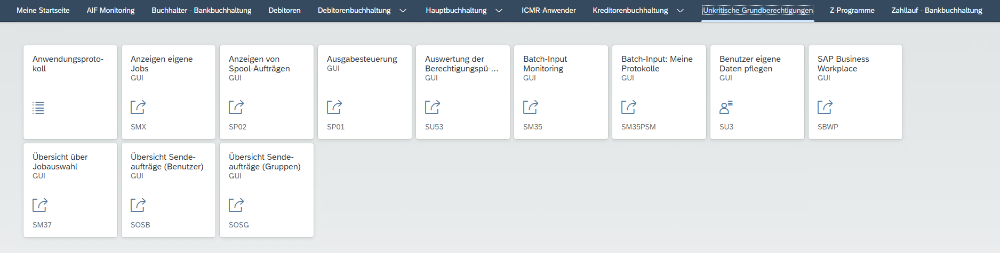 Meine Startseite AIF Monitoring Buchhalter - Bankbuchhaltung Debitoren Debitorenbuchhaltung Hauptbuchhaltung ICMR-Anwender Kreditorenbuchhaltung Unkritische Grundberechtigungen Z-Programme Zahllauf - Bankbuchhaltung
Anwendungsproto-
koll
Anzeigen eigene
Jobs
GUI
SMX
Anzeigen von
Spool-Aufträgen
GUI
SP02
Ausgabesteuerung
GUI
SP01
Auswertung der
Berechtigungspü-...
GUI
SU53
Batch-Input
Monitoring
GUI
SM35
Batch-Input: Meine
Protokolle
GUI
SM35PSM
Benutzer eigene
Daten pflegen
GUI
SU3
SAP Business
Workplace
GUI
SBWP
Übersicht über
Jobauswahl
GUI
SM37
Übersicht Sende-
aufträge (Benutzer)
GUI
SOSB
Übersicht Sende-
aufträge (Gruppen)
GUI
SOSG